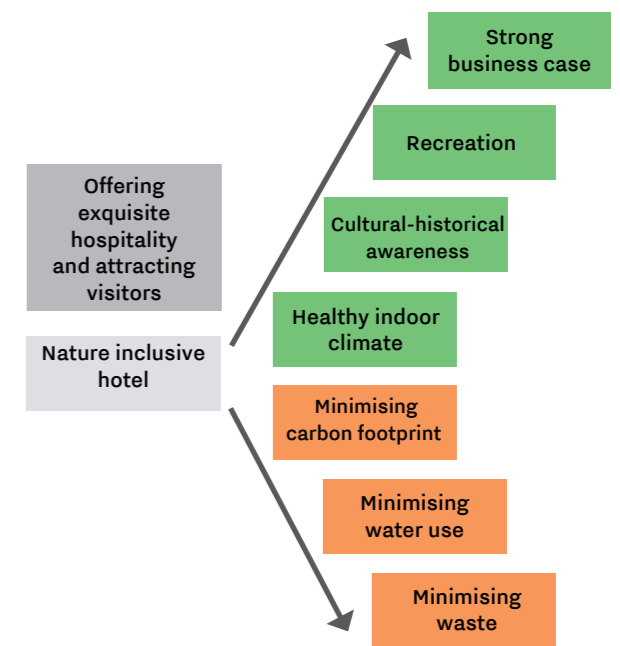 Strong
business case
Recreation
Offering
exquisite
hospitality
and attracting
visitors
Cultural-historical
awareness
Healthy indoor
climate
Nature inclusive
hotel
Minimising
carbon footprint
Minimising
water use
Minimising
waste